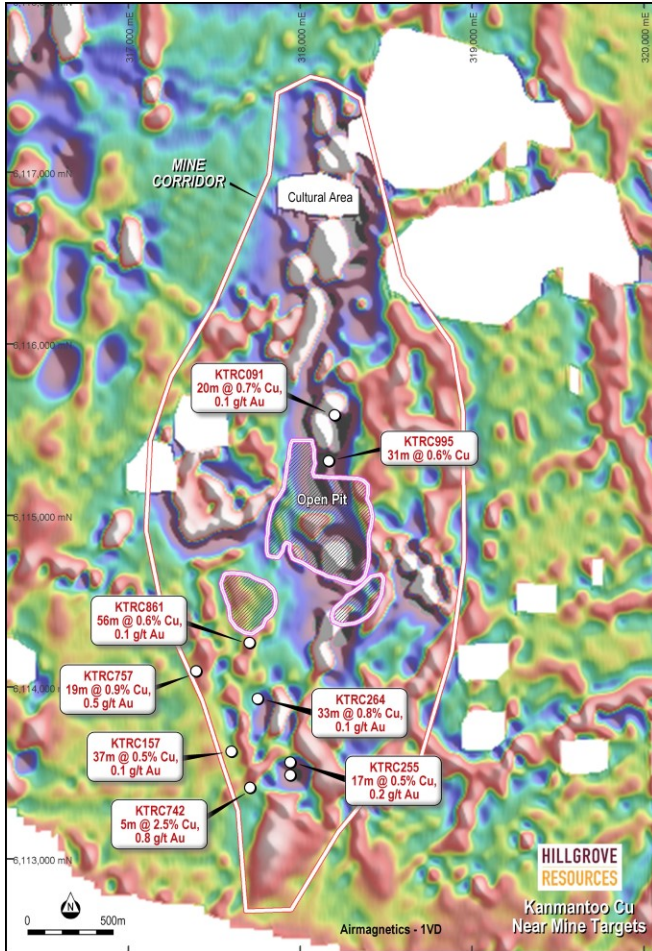 317,000 mE
318,000 mE
319,000 mE
320,000 mE
6,117,000 mN
MINE
CORRIDOR
Cultural Area
6,116,000 mN
KTRC091
20m @ 0.7% Cu,
0.1 g/t Au
KTRC995
31m @ 0.6% Cu
Open Pit
6,115,000 mN
KTRC861
56m @ 0.6% Cu,
0.1 g/t Au
KTRC757
19m @ 0.9% Cu,
0.5 g/t Au
6,114,000 mN
KTRC264
33m @ 0.8% Cu,
0.1 g/t Au
KTRC157
37m @ 0.5% Cu,
0.1 g/t Au
KTRC255
17m @ 0.5% Cu,
0.2 g/t Au
KTRC742
5m @ 2.5% Cu,
0.8 g/t Au
6,113,000 mN
HILLGROVE
RESOURCES
N
0 500m
Airmagnetics - 1VD
Kanmantoo Cu
Near Mine Targets